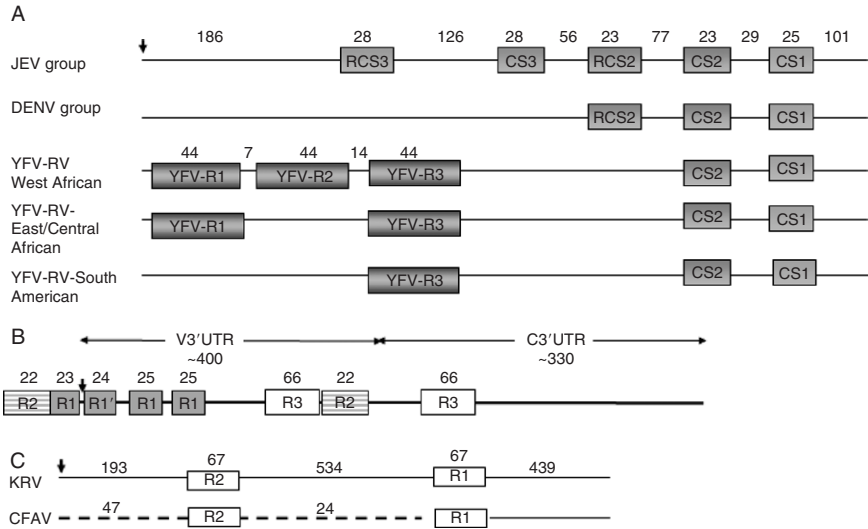 A
186 28 126 28 56 23 77 23 29 25 101
JEV group RCS3 CS3 RCS2 CS2 CS1
DENV group RCS2 CS2 CS1
44 7 44 14 44
YFV-RV
West African YFV-R1 YFV-R2 YFV-R3 CS2 CS1
YFV-RV-
East/Central
African YFV-R1 YFV-R3 CS2 CS1
YFV-RV-South
American YFV-R3 CS2 CS1
B V3′UTR C3′UTR
~400 ~330
22 23 24 25 25 66 22 66
R2 R1 R1′ R1 R1 R3 R2 R3
C
193 67 534 67 439
KRV R2 R1
47 24
CFAV R2 R1